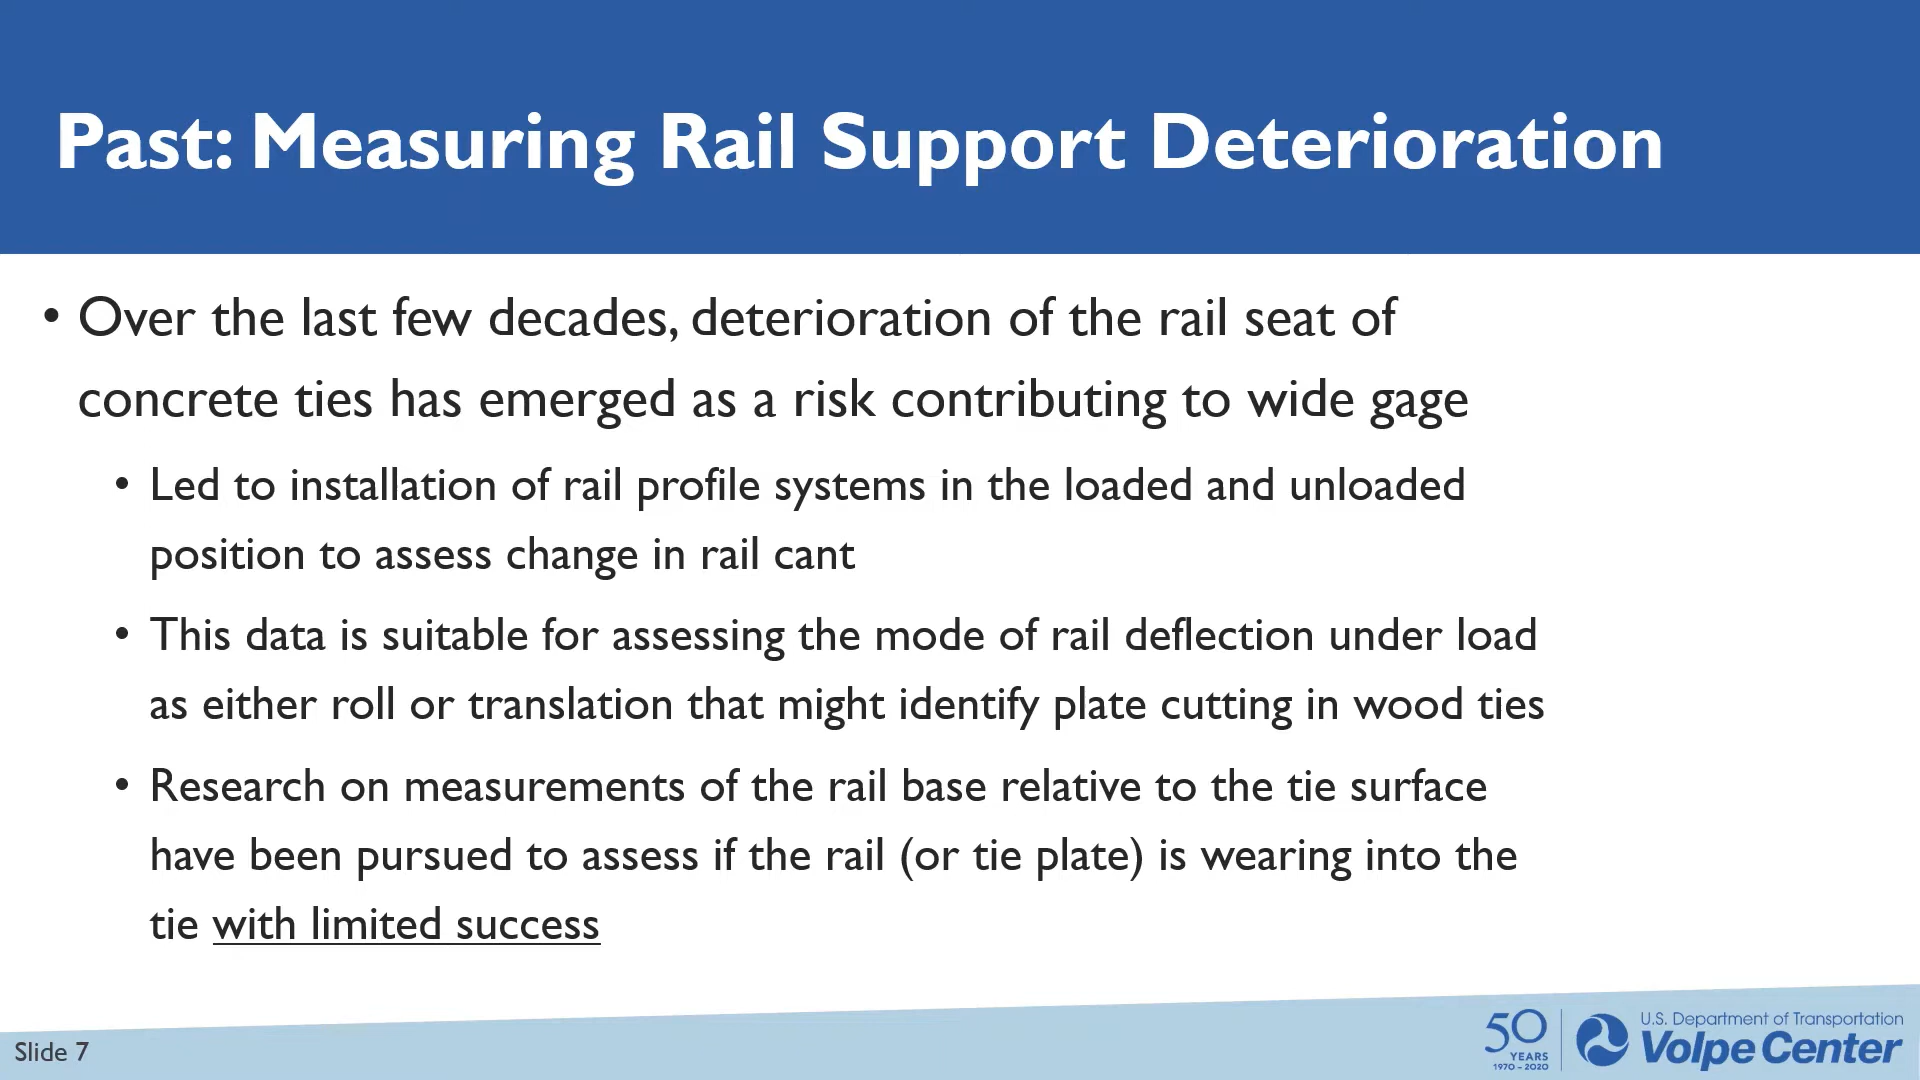 Past: Measuring Rail Support Deterioration
• Over the last few decades, deterioration of the rail seat of
concrete ties has emerged as a risk contributing to wide gage
• Led to installation of rail profile systems in the loaded and unloaded
position to assess change in rail cant
• This data is suitable for assessing the mode of rail deflection under load
as either roll or translation that might identify plate cutting in wood ties
• Research on measurements of the rail base relative to the tie surface
have been pursued to assess if the rail (or tie plate) is wearing into the
tie with limited success
Slide 7
50
YEARS
1970 – 2020
U.S. Department of Transportation
Volpe Center